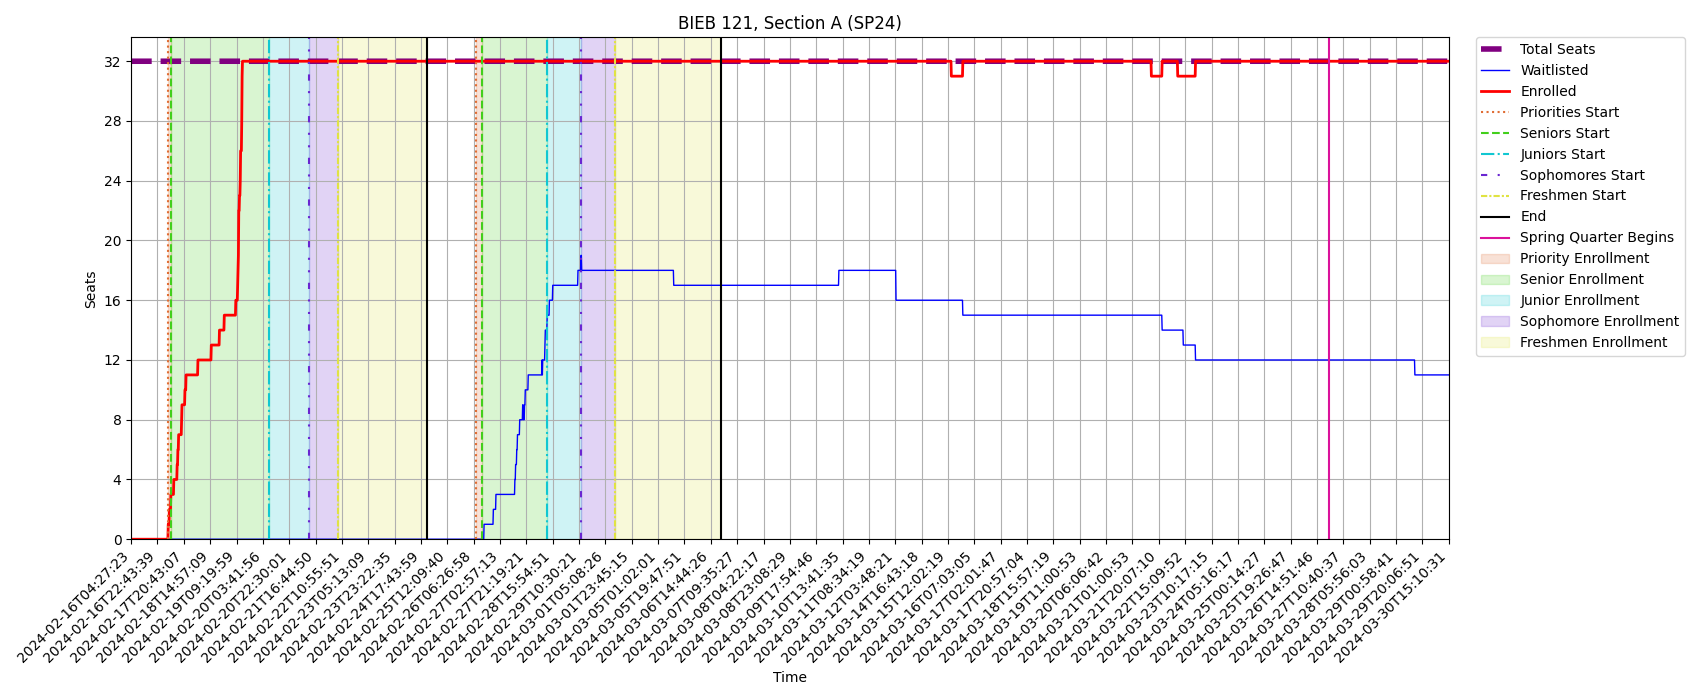 BIEB 121, Section A (SP24)
Seats
32
28
24
20
16
12
8
4
0
2024-02-16T04:27:23
2024-02-16T22:43:39
2024-02-17T20:43:07
2024-02-18T14:57:09
2024-02-19T09:19:59
2024-02-20T03:41:56
2024-02-20T22:30:01
2024-02-21T16:44:50
2024-02-22T10:55:51
2024-02-23T05:13:09
2024-02-23T23:22:35
2024-02-24T17:43:59
2024-02-25T12:09:40
2024-02-26T06:26:58
2024-02-27T02:57:13
2024-02-27T21:19:21
2024-02-28T15:54:51
2024-02-29T10:30:21
2024-03-01T05:08:26
2024-03-01T23:45:15
2024-03-05T01:02:01
2024-03-05T19:47:51
2024-03-06T14:44:26
2024-03-07T09:35:27
2024-03-08T04:22:17
2024-03-08T23:08:29
2024-03-09T17:54:46
2024-03-10T13:41:35
2024-03-11T08:34:19
2024-03-12T03:48:21
2024-03-14T16:43:18
2024-03-15T12:02:19
2024-03-16T07:03:05
2024-03-17T02:01:47
2024-03-17T20:57:04
2024-03-18T15:57:19
2024-03-19T11:00:53
2024-03-20T06:06:42
2024-03-21T01:00:53
2024-03-21T20:07:10
2024-03-22T15:09:52
2024-03-23T10:17:15
2024-03-24T05:16:17
2024-03-25T00:14:27
2024-03-25T19:26:47
2024-03-26T14:51:46
2024-03-27T10:40:37
2024-03-28T05:56:03
2024-03-29T00:58:41
2024-03-29T20:06:51
2024-03-30T15:10:31
Time
Total Seats
Waitlisted
Enrolled
Priorities Start
Seniors Start
Juniors Start
Sophomores Start
Freshmen Start
End
Spring Quarter Begins
Priority Enrollment
Senior Enrollment
Junior Enrollment
Sophomore Enrollment
Freshmen Enrollment